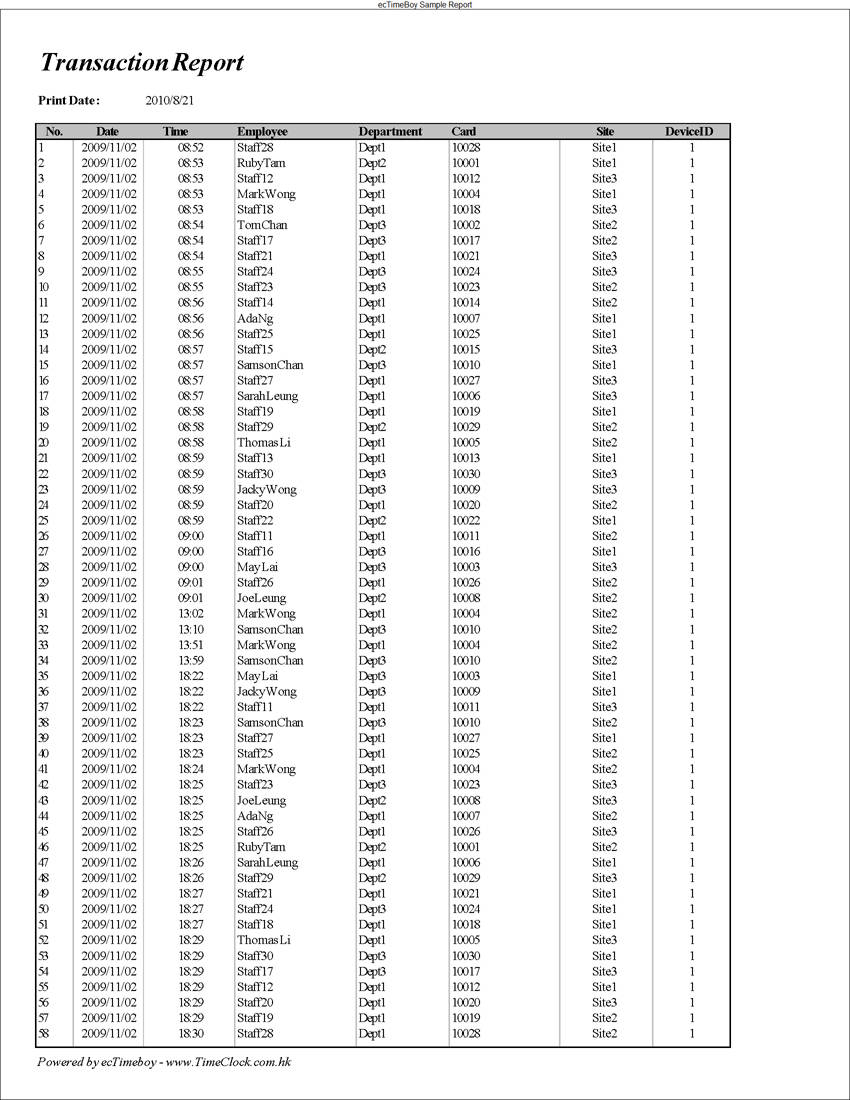 ecTimeBoy Sample Report
Transaction Report
Print Date: 2010/8/21
No. Date Time Employee Department Card Site DeviceID
1 2009/11/02 08:52 Staff28 Dept1 10028 Site1 1
2 2009/11/02 08:53 RubyTam Dept2 10001 Site1 1
3 2009/11/02 08:53 Staff12 Dept1 10012 Site3 1
4 2009/11/02 08:53 MarkWong Dept1 10004 Site1 1
5 2009/11/02 08:53 Staff18 Dept1 10018 Site3 1
6 2009/11/02 08:54 TomChan Dept3 10002 Site2 1
7 2009/11/02 08:54 Staff17 Dept3 10017 Site2 1
8 2009/11/02 08:54 Staff21 Dept1 10021 Site3 1
9 2009/11/02 08:55 Staff24 Dept3 10024 Site3 1
10 2009/11/02 08:55 Staff23 Dept3 10023 Site2 1
11 2009/11/02 08:56 Staff14 Dept1 10014 Site2 1
12 2009/11/02 08:56 AdaNg Dept1 10007 Site1 1
13 2009/11/02 08:56 Staff25 Dept1 10025 Site1 1
14 2009/11/02 08:57 Staff15 Dept2 10015 Site3 1
15 2009/11/02 08:57 SamsonChan Dept3 10010 Site1 1
16 2009/11/02 08:57 Staff27 Dept1 10027 Site3 1
17 2009/11/02 08:57 SarahLeung Dept1 10006 Site3 1
18 2009/11/02 08:58 Staff19 Dept1 10019 Site1 1
19 2009/11/02 08:58 Staff29 Dept2 10029 Site2 1
20 2009/11/02 08:58 ThomasLi Dept1 10005 Site2 1
21 2009/11/02 08:59 Staff13 Dept1 10013 Site1 1
22 2009/11/02 08:59 Staff30 Dept3 10030 Site3 1
23 2009/11/02 08:59 JackyWong Dept3 10009 Site3 1
24 2009/11/02 08:59 Staff20 Dept1 10020 Site2 1
25 2009/11/02 08:59 Staff22 Dept2 10022 Site1 1
26 2009/11/02 09:00 Staff11 Dept1 10011 Site2 1
27 2009/11/02 09:00 Staff16 Dept3 10016 Site1 1
28 2009/11/02 09:00 MayLai Dept3 10003 Site3 1
29 2009/11/02 09:01 Staff26 Dept1 10026 Site2 1
30 2009/11/02 09:01 JoeLeung Dept2 10008 Site2 1
31 2009/11/02 13:02 MarkWong Dept1 10004 Site2 1
32 2009/11/02 13:10 SamsonChan Dept3 10010 Site2 1
33 2009/11/02 13:51 MarkWong Dept1 10004 Site2 1
34 2009/11/02 13:59 SamsonChan Dept3 10010 Site2 1
35 2009/11/02 18:22 MayLai Dept3 10003 Site1 1
36 2009/11/02 18:22 JackyWong Dept3 10009 Site1 1
37 2009/11/02 18:22 Staff11 Dept1 10011 Site3 1
38 2009/11/02 18:23 SamsonChan Dept3 10010 Site2 1
39 2009/11/02 18:23 Staff27 Dept1 10027 Site1 1
40 2009/11/02 18:23 Staff25 Dept1 10025 Site2 1
41 2009/11/02 18:24 MarkWong Dept1 10004 Site2 1
42 2009/11/02 18:25 Staff23 Dept3 10023 Site3 1
43 2009/11/02 18:25 JoeLeung Dept2 10008 Site3 1
44 2009/11/02 18:25 AdaNg Dept1 10007 Site2 1
45 2009/11/02 18:25 Staff26 Dept1 10026 Site3 1
46 2009/11/02 18:25 RubyTam Dept2 10001 Site2 1
47 2009/11/02 18:26 SarahLeung Dept1 10006 Site1 1
48 2009/11/02 18:26 Staff29 Dept2 10029 Site3 1
49 2009/11/02 18:27 Staff21 Dept1 10021 Site1 1
50 2009/11/02 18:27 Staff24 Dept3 10024 Site1 1
51 2009/11/02 18:27 Staff18 Dept1 10018 Site1 1
52 2009/11/02 18:29 ThomasLi Dept1 10005 Site3 1
53 2009/11/02 18:29 Staff30 Dept3 10030 Site1 1
54 2009/11/02 18:29 Staff17 Dept3 10017 Site3 1
55 2009/11/02 18:29 Staff12 Dept1 10012 Site1 1
56 2009/11/02 18:29 Staff20 Dept1 10020 Site3 1
57 2009/11/02 18:29 Staff19 Dept1 10019 Site2 1
58 2009/11/02 18:30 Staff28 Dept1 10028 Site2 1
Powered by ecTimeboy - www.TimeClock.com.hk